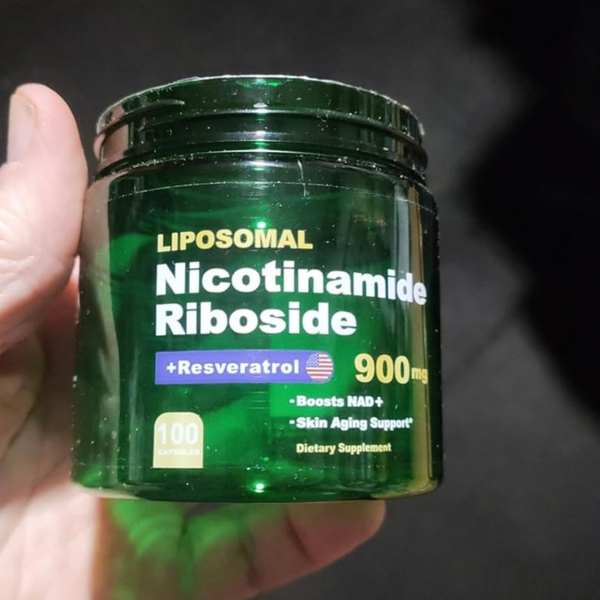 LIPOSOMAL
Nicotinamide
Riboside
+Resveratrol
900mg
•Boosts NAD+
•Skin Aging Support*
100
CAPSULES
Dietary Supplement